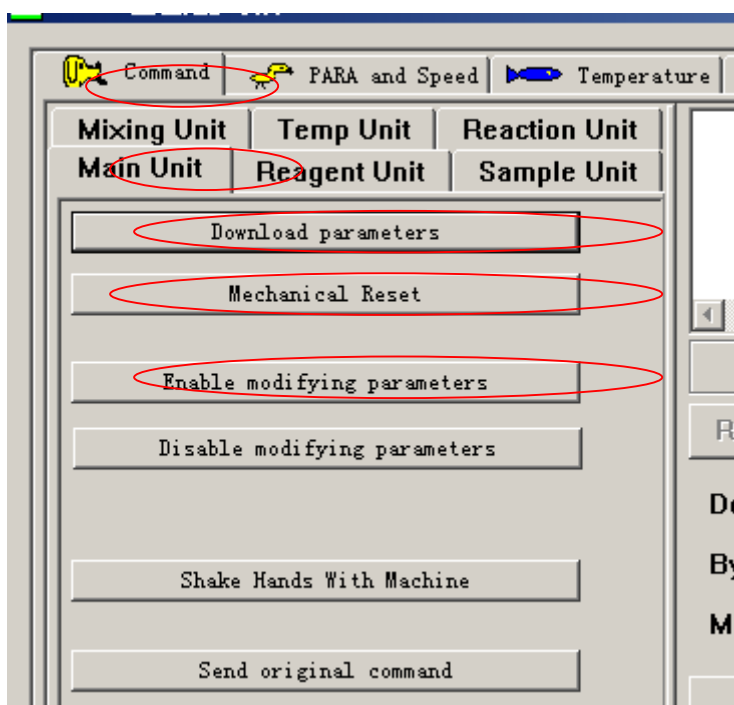 Command PARA and Speed Temperature
Mixing Unit Temp Unit Reaction Unit
Main Unit Reagent Unit Sample Unit
Download parameters
Mechanical Reset
Enable modifying parameters
Disable modifying parameters
Shake Hands With Machine
Send original command